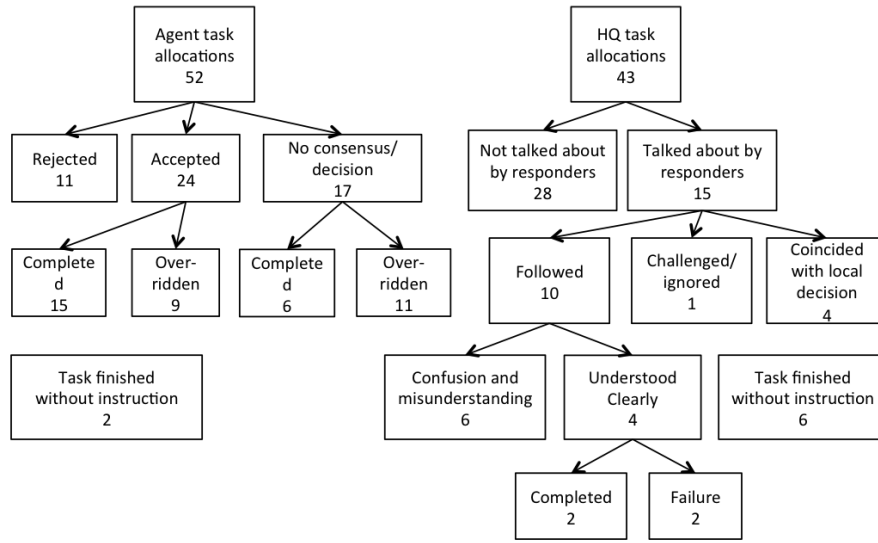 Agent task
allocations
52
HQ task
allocations
43
Rejected
11
Accepted
24
No consensus/
decision
17
Not talked about
by responders
28
Talked about by
responders
15
Complete
d
15
Over-
ridden
9
Complete
d
6
Over-
ridden
11
Followed
10
Challenged/
ignored
1
Coincided
with local
decision
4
Task finished
without instruction
2
Confusion and
misunderstanding
6
Understood
Clearly
4
Task finished
without instruction
6
Completed
2
Failure
2